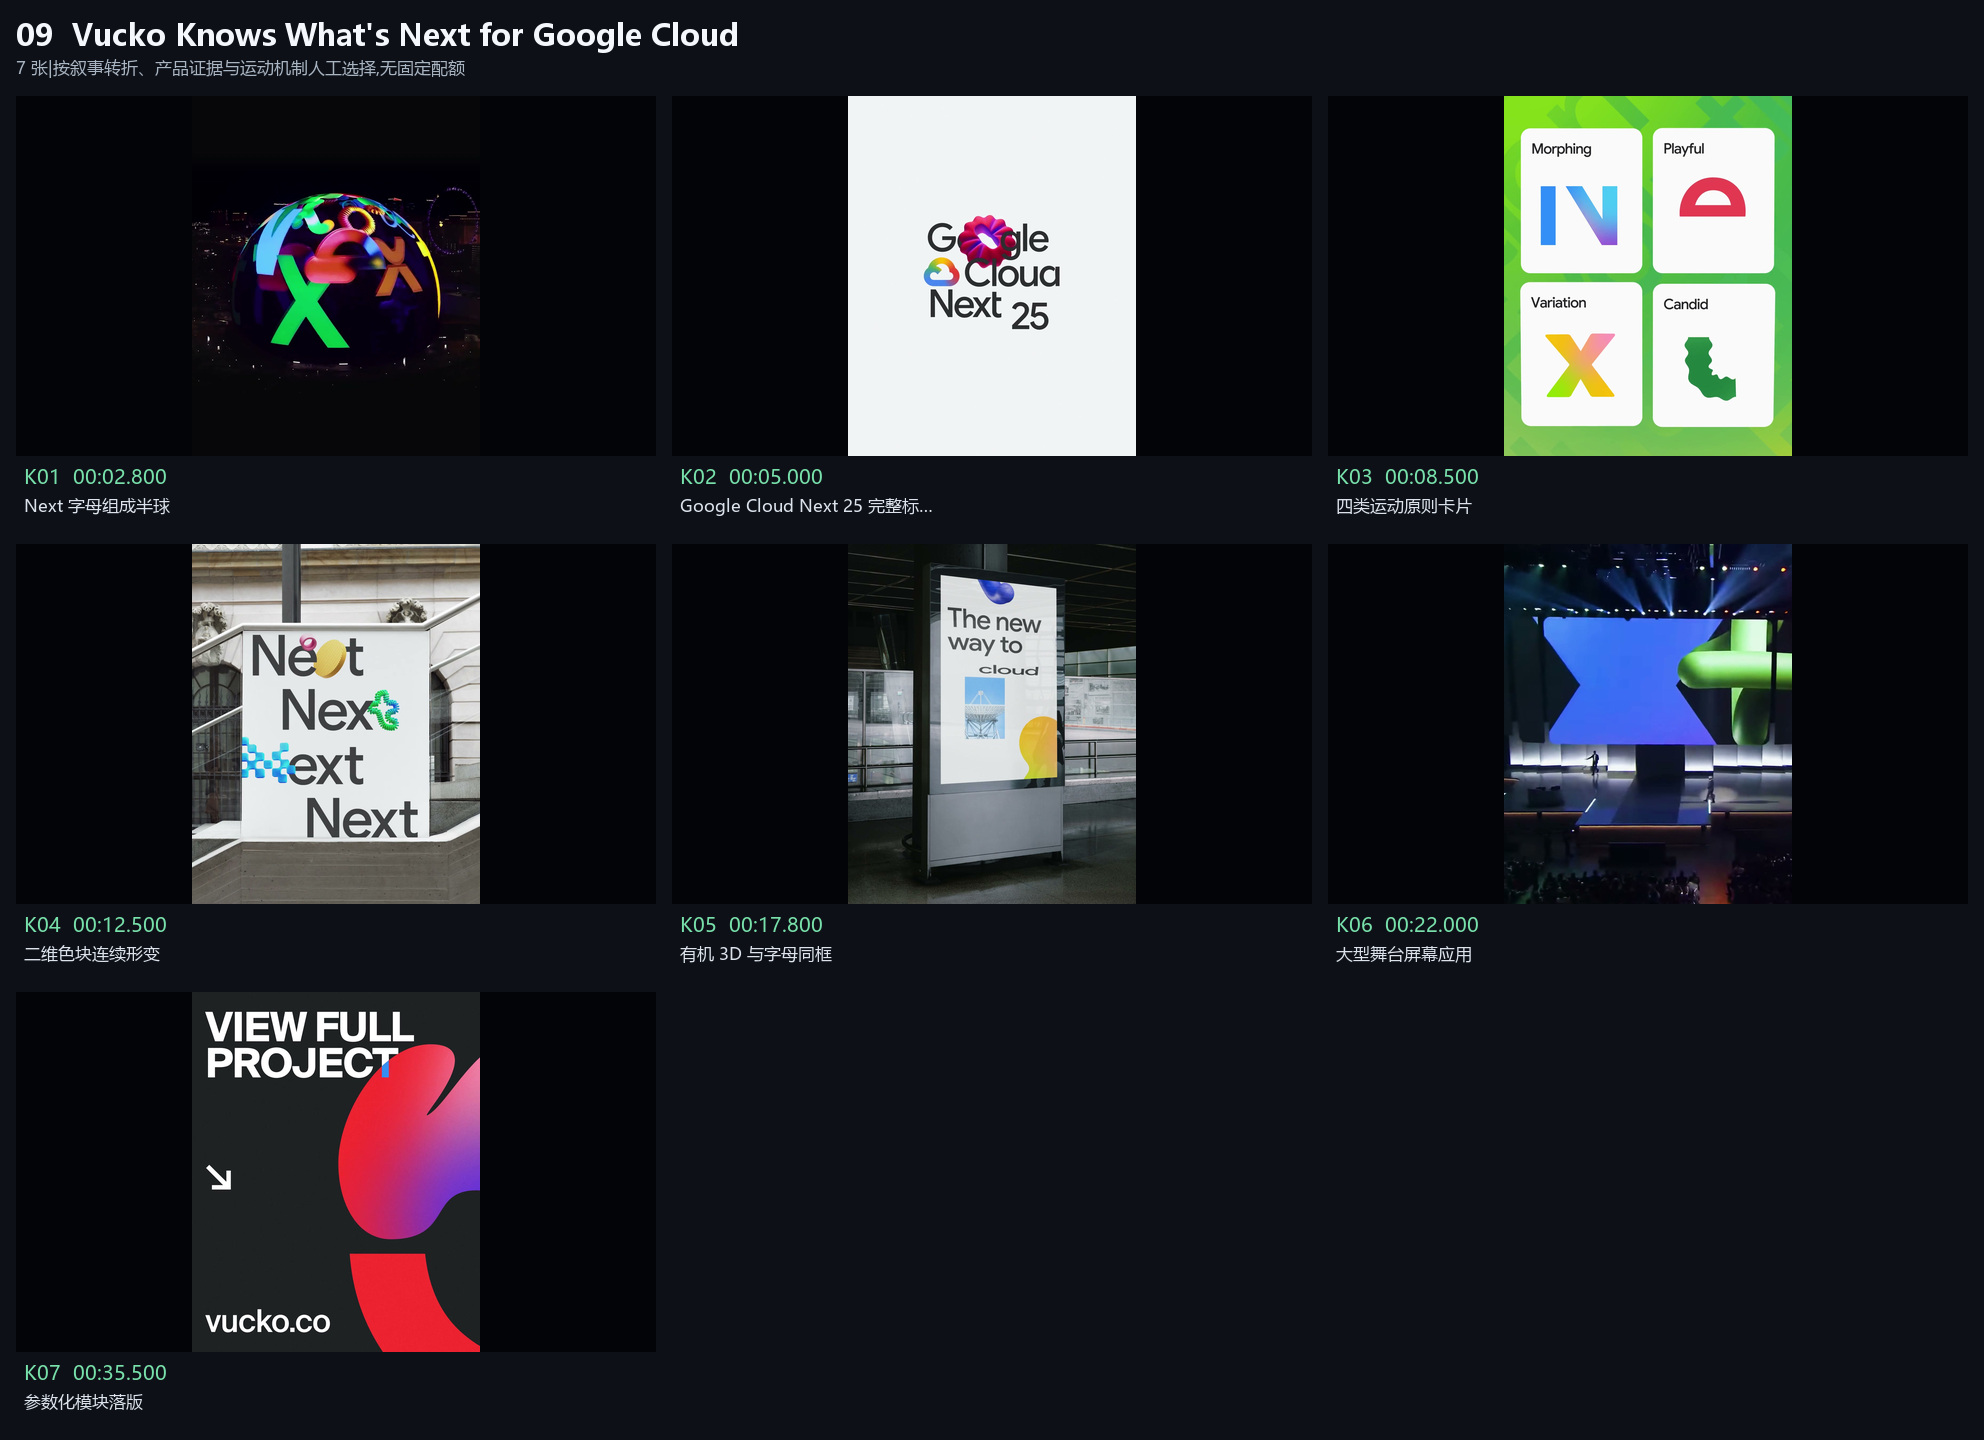 09 Vucko Knows What's Next for Google Cloud
7 张|按叙事转折、产品证据与运动机制人工选择,无固定配额
K01 00:02.800
Next 字母组成半球
Google
Cloud
Next 25
K02 00:05.000
Google Cloud Next 25 完整标...
Morphing
N
Playful
e
Variation
X
Candid
t
K03 00:08.500
四类运动原则卡片
Next
Next
Next
Next
K04 00:12.500
二维色块连续形变
The new
way to
cloud
K05 00:17.800
有机 3D 与字母同框
K06 00:22.000
大型舞台屏幕应用
VIEW FULL
PROJECT
vucko.co
K07 00:35.500
参数化模块落版